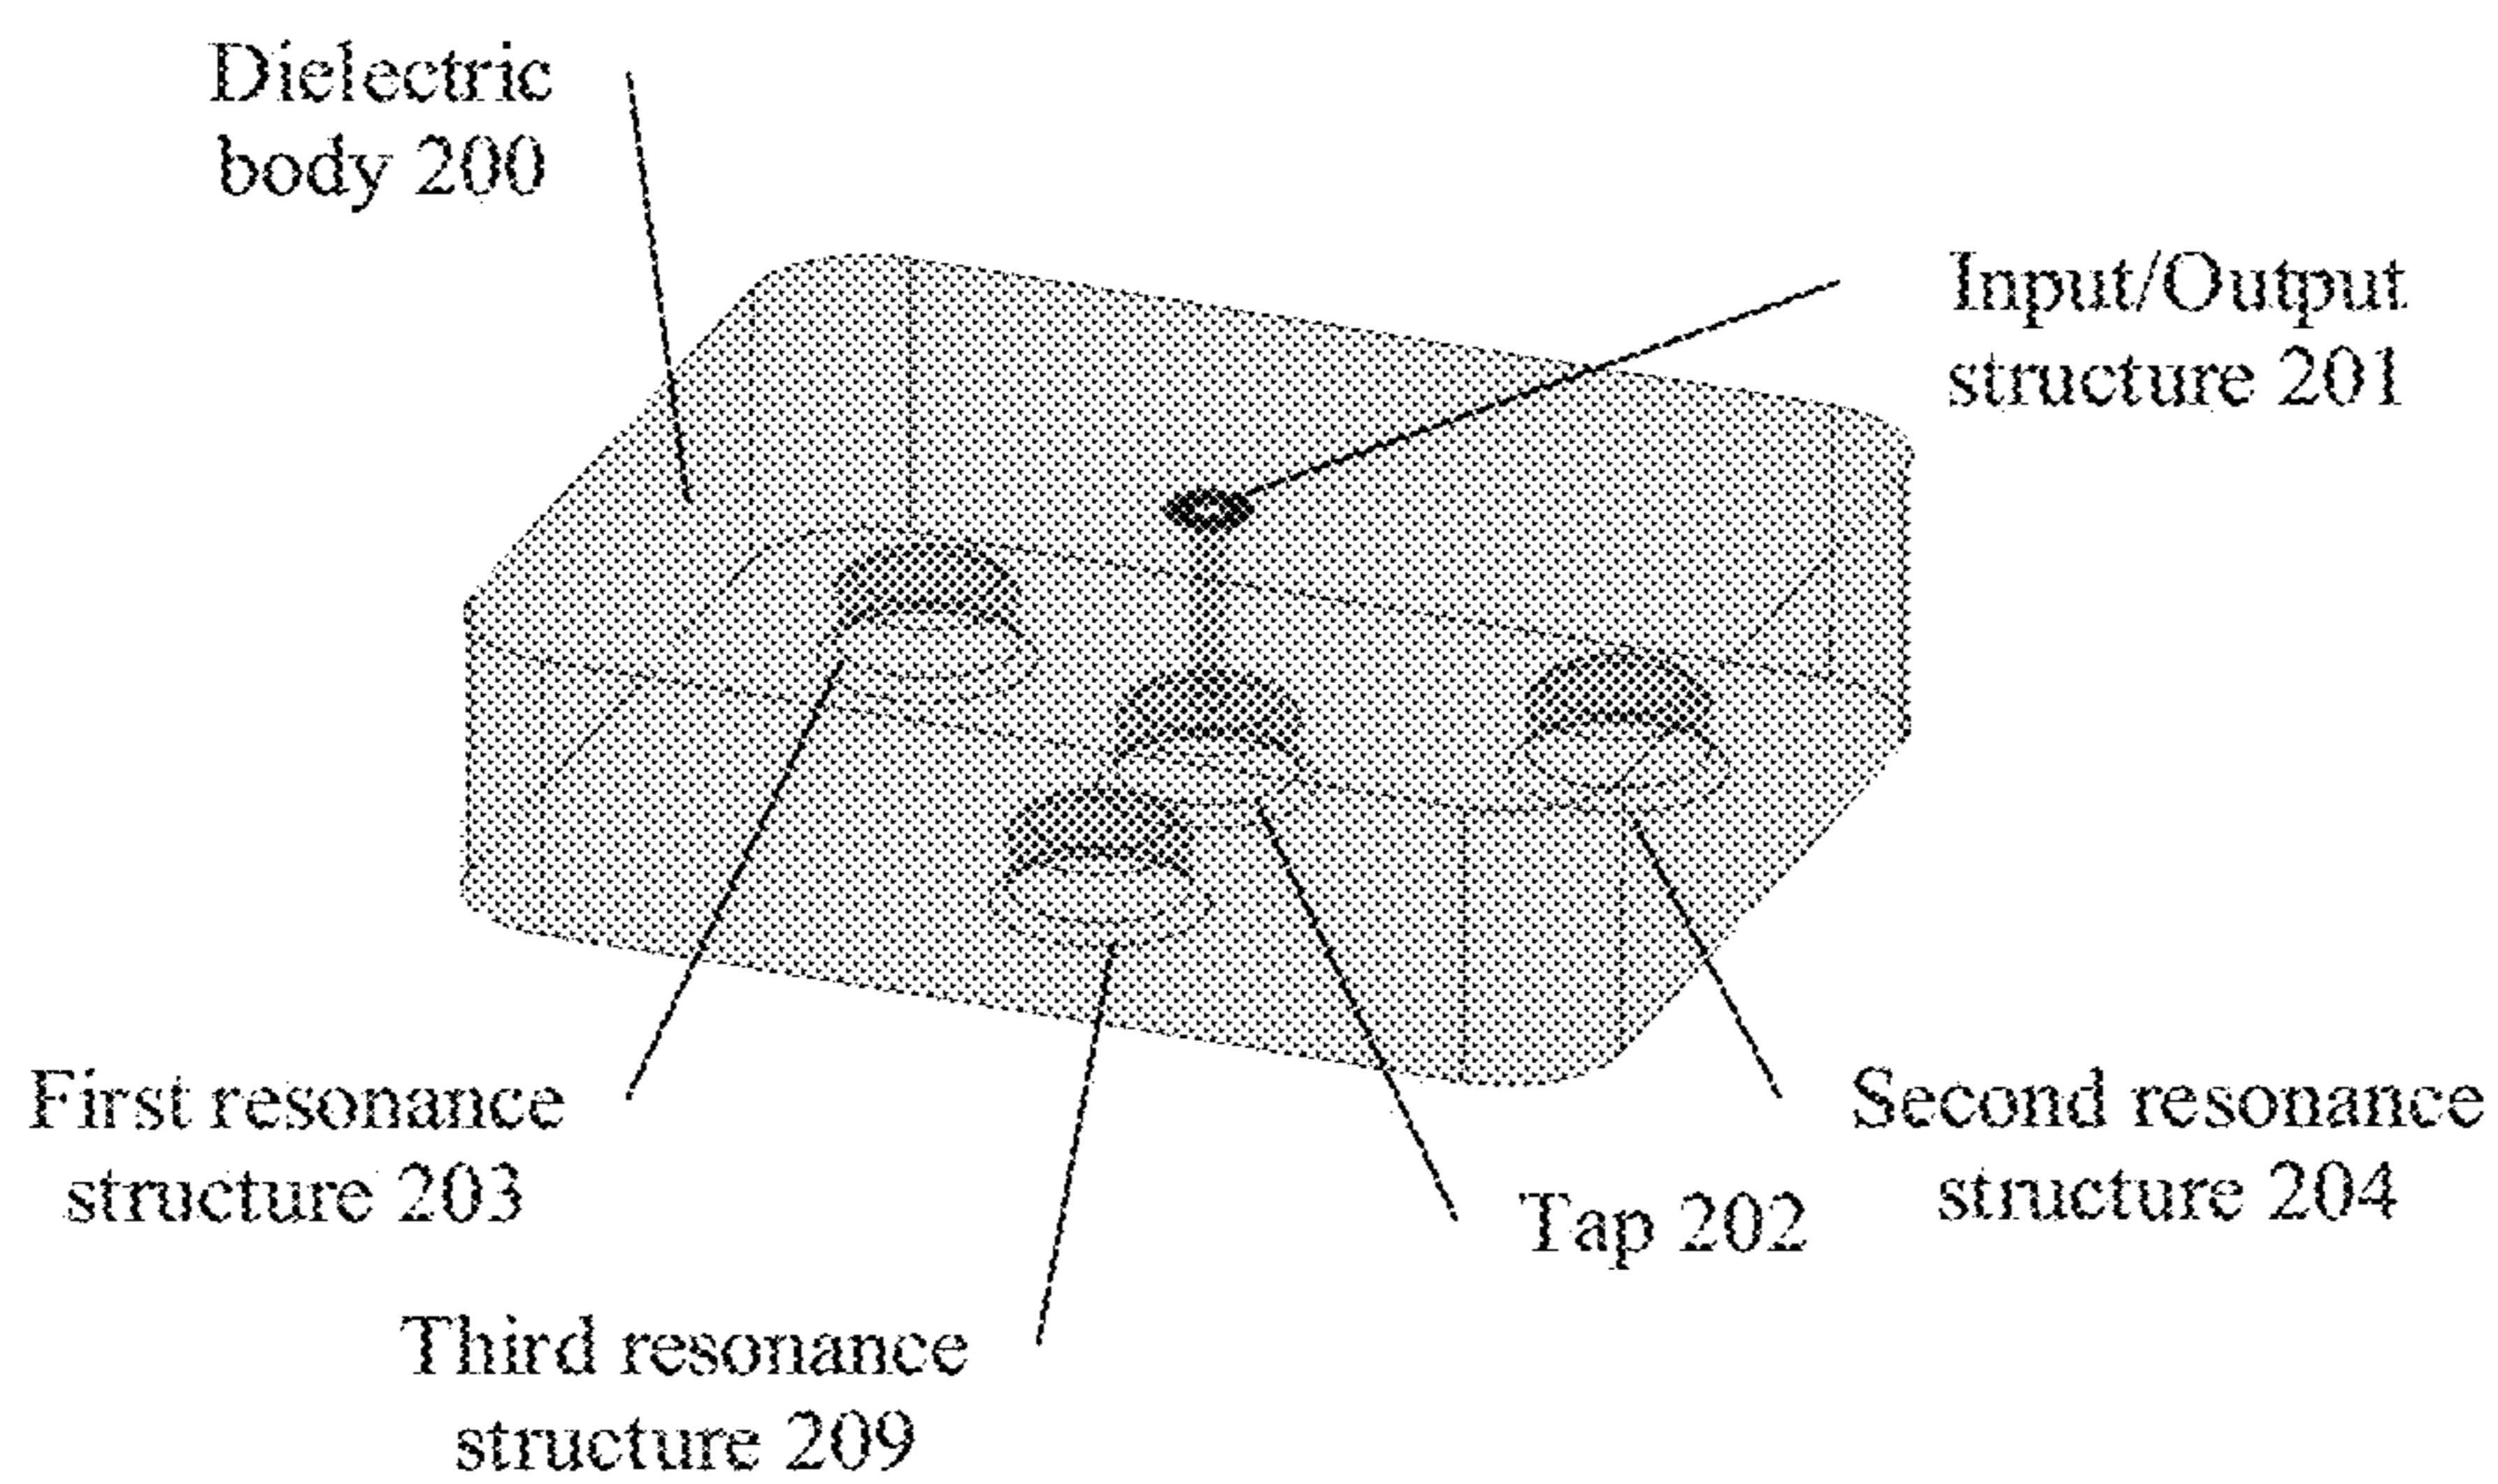 Dielectric
body 200
Input/Output
structure 201
First resonance
structure 203
Second resonance
structure 204
Tap 202
Third resonance
structure 209